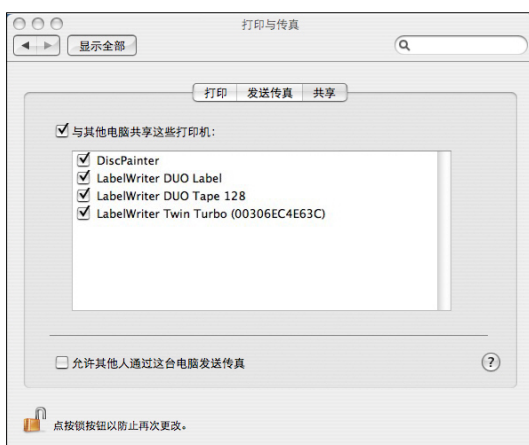 打印与传真
显示全部
打印 发送传真 共享
与其他电脑共享这些打印机：
DiscPainter
LabelWriter DUO Label
LabelWriter DUO Tape 128
LabelWriter Twin Turbo (00306EC4E63C)
允许其他人通过这台电脑发送传真
?
点按锁按钮以防止再次更改。